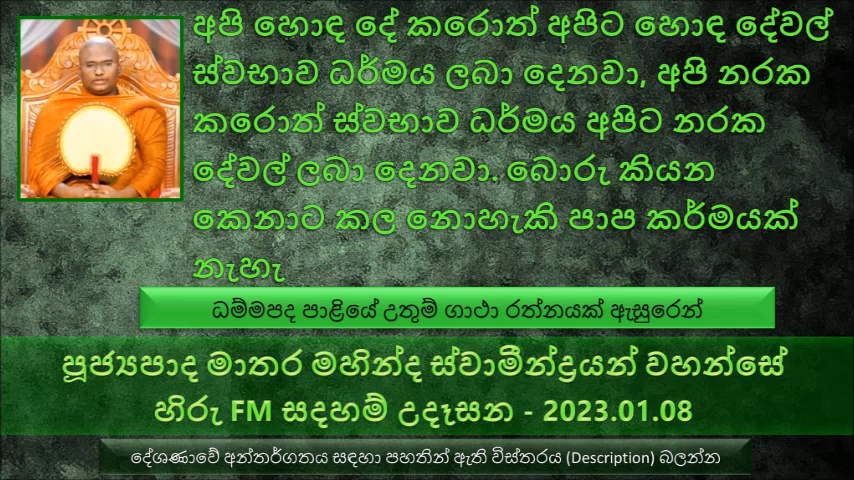 අපි හොඳ දේ කරොත් අපිට හොඳ දේවල්
ස්වභාව ධර්මය ලබා දෙනවා, අපි නරක
කරොත් ස්වභාව ධර්මය අපිට නරක
දේවල් ලබා දෙනවා. බොරු කියන
කෙනාට කල නොහැකි පාප කර්මයක්
නැහැ
ධම්මපද පාළියේ උතුම් ගාථා රත්නයක් ඇසුරෙන්
පූජ්‍යපාද මාතර මහින්ද ස්වාමීන්ද්‍රයන් වහන්සේ
හිරු FM සදහම් උදෑසන - 2023.01.08
දේශණාවේ අන්තර්ගතය සඳහා පහතින් ඇති විස්තරය (Description) බලන්න